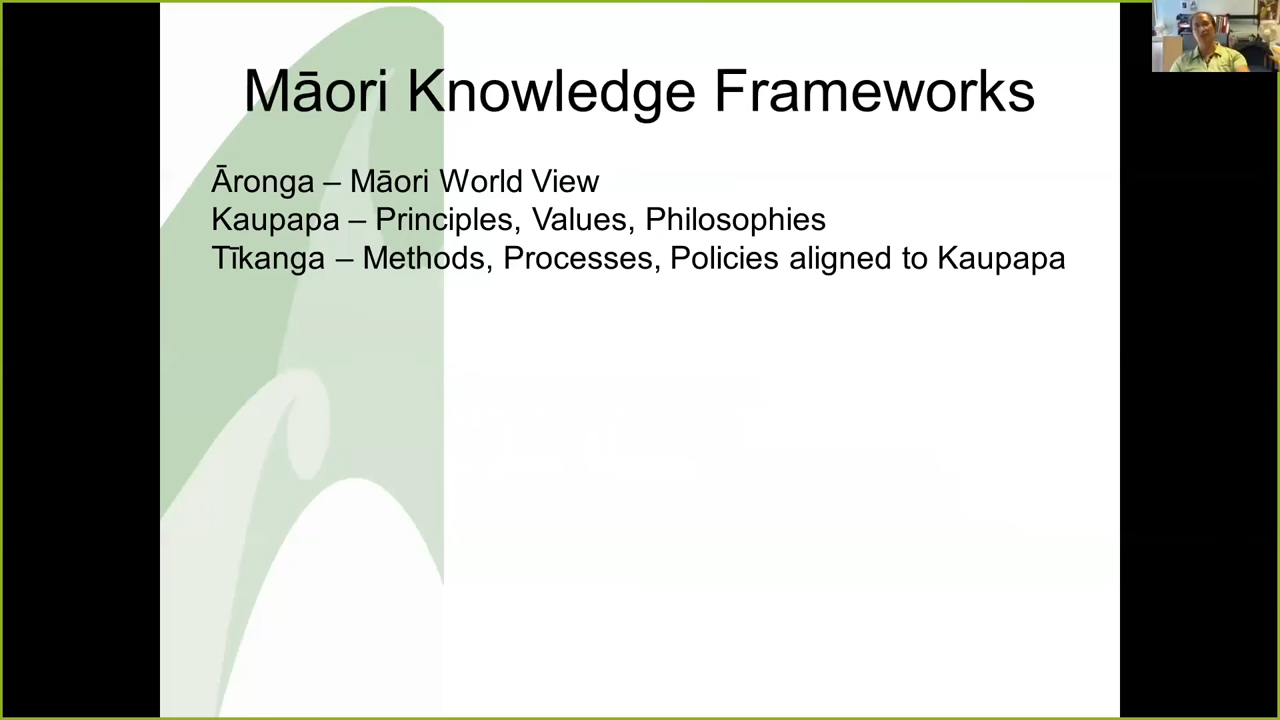 Māori Knowledge Frameworks
Āronga – Māori World View
Kaupapa – Principles, Values, Philosophies
Tīkanga – Methods, Processes, Policies aligned to Kaupapa